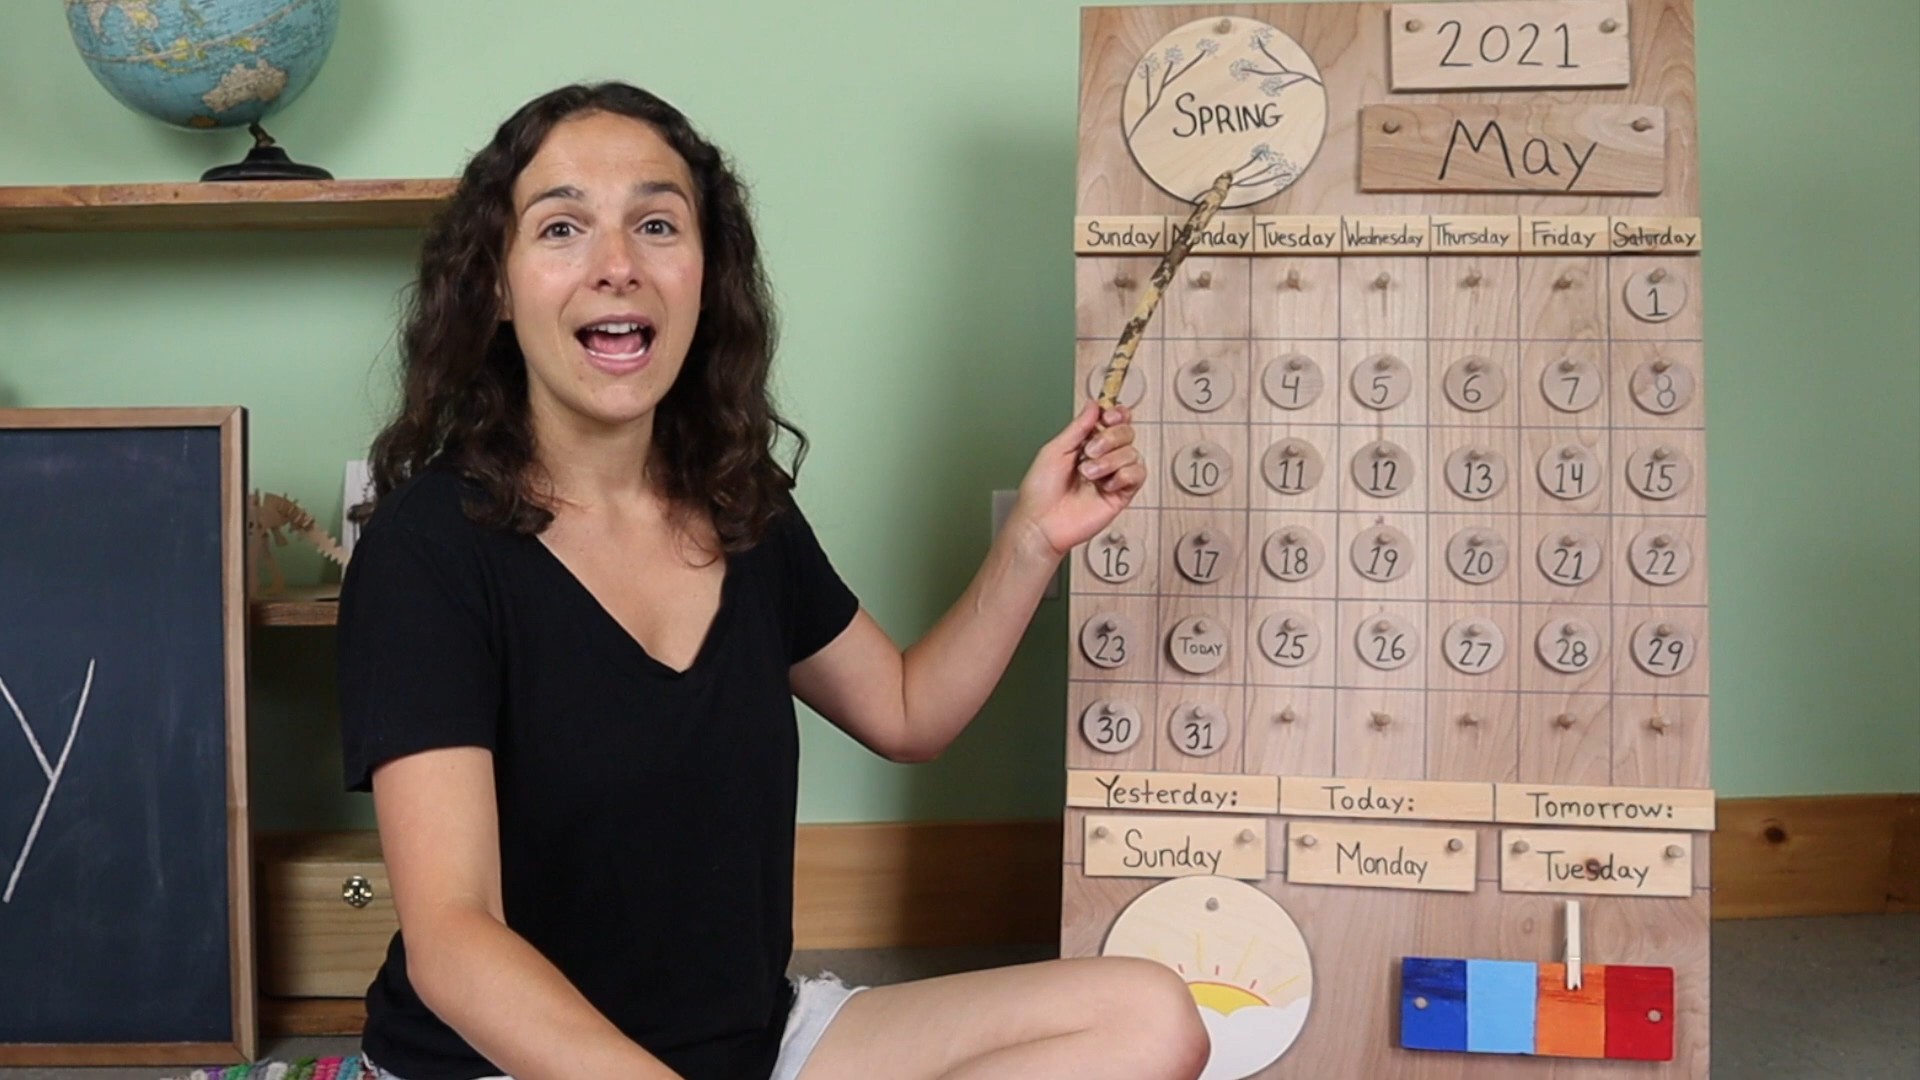 2021
SPRING
May
Sunday Monday Tuesday Wednesday Thursday Friday Saturday
1
3 4 5 6 7 8
10 11 12 13 14 15
16 17 18 19 20 21 22
23 TODAY 25 26 27 28 29
30 31
Yesterday: Today: Tomorrow:
Sunday Monday Tuesday
y